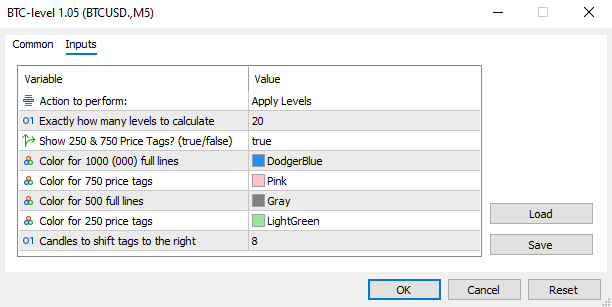 BTC-level 1.05 (BTCUSD.,M5)
Common Inputs
Variable Value
Action to perform: Apply Levels
01 Exactly how many levels to calculate 20
Show 250 & 750 Price Tags? (true/false) true
Color for 1000 (000) full lines DodgerBlue
Color for 750 price tags Pink
Color for 500 full lines Gray
Color for 250 price tags LightGreen
01 Candles to shift tags to the right 8
Load
Save
OK Cancel Reset